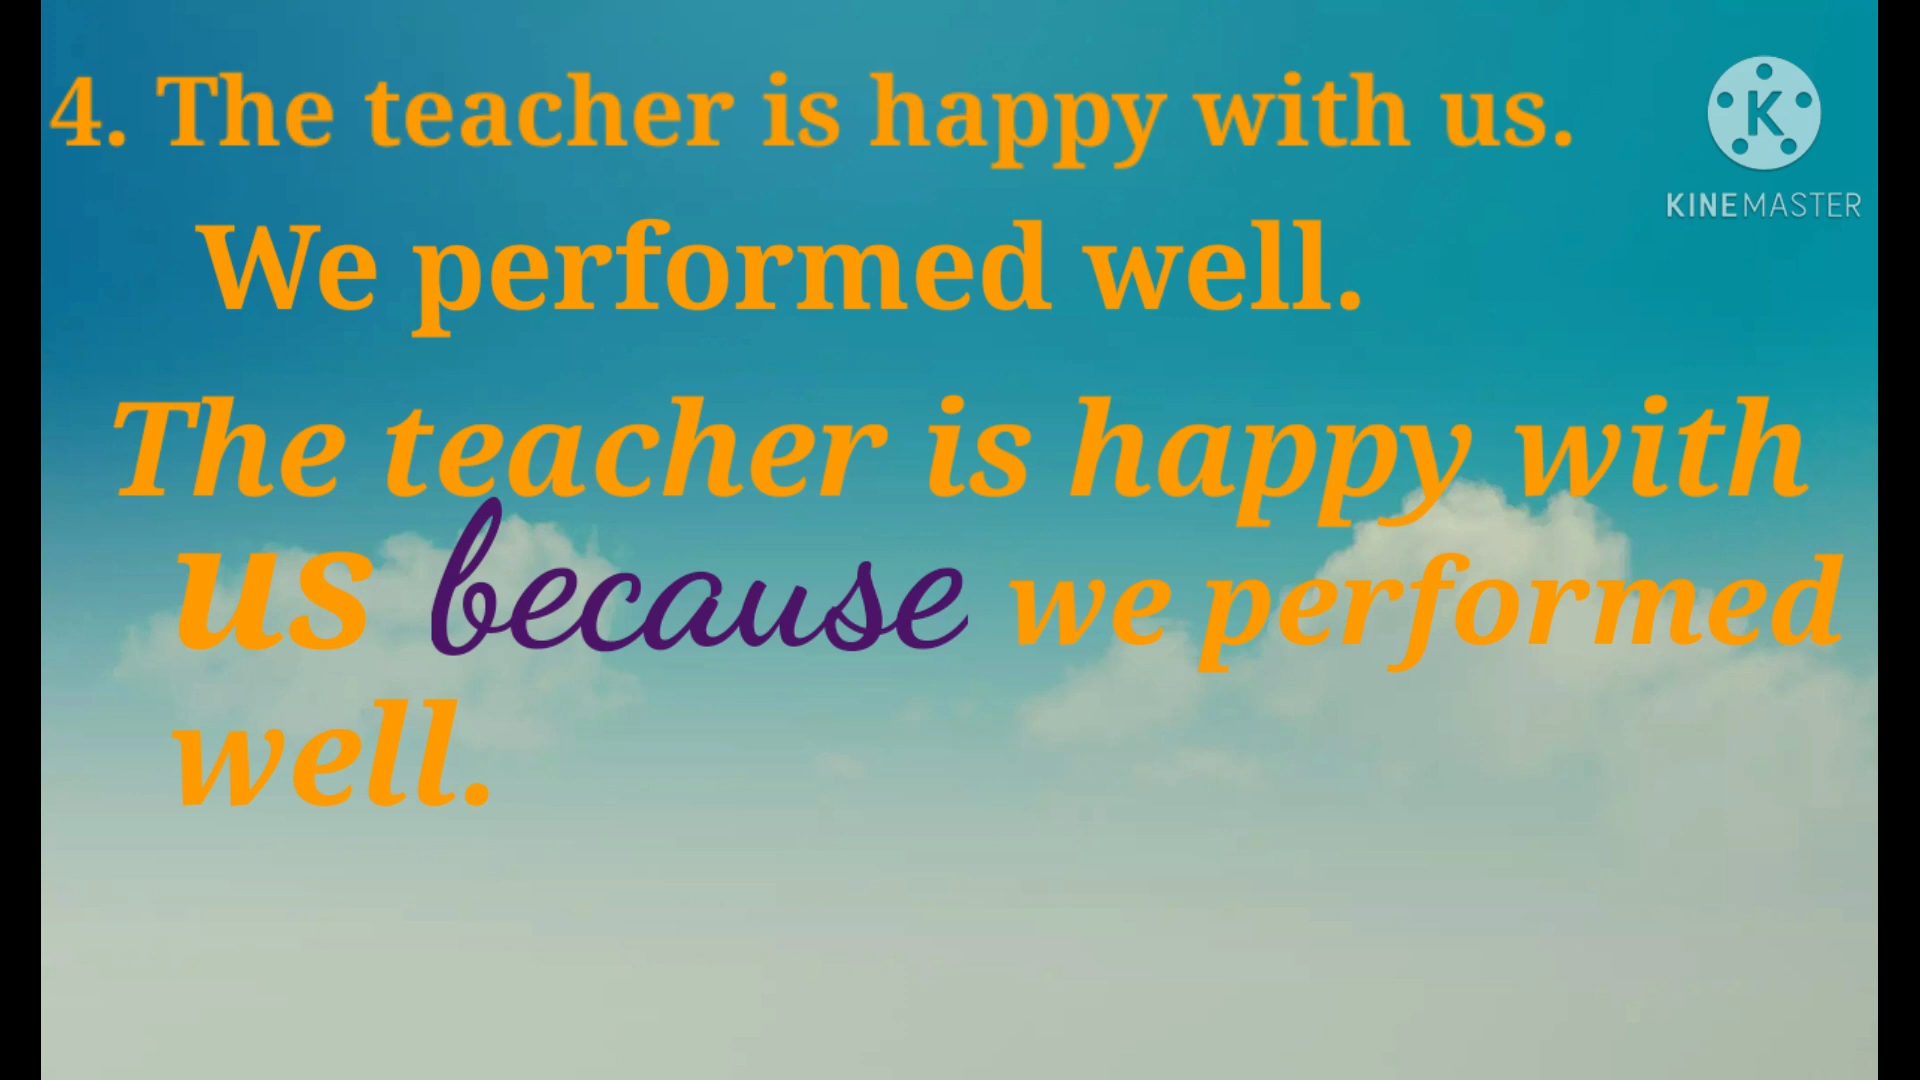 4. The teacher is happy with us.
We performed well.
The teacher is happy with
us because we performed
well.
K
KINEMASTER